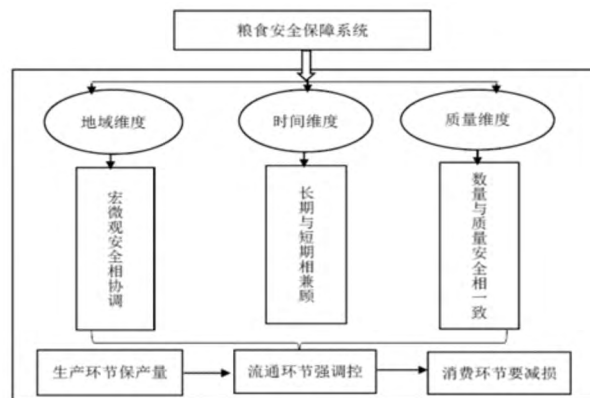 粮食安全保障系统
地域维度
时间维度
质量维度
宏微观安全相协调
长期与短期相兼顾
数量与质量安全相一致
生产环节保产量
流通环节强调控
消费环节要减损